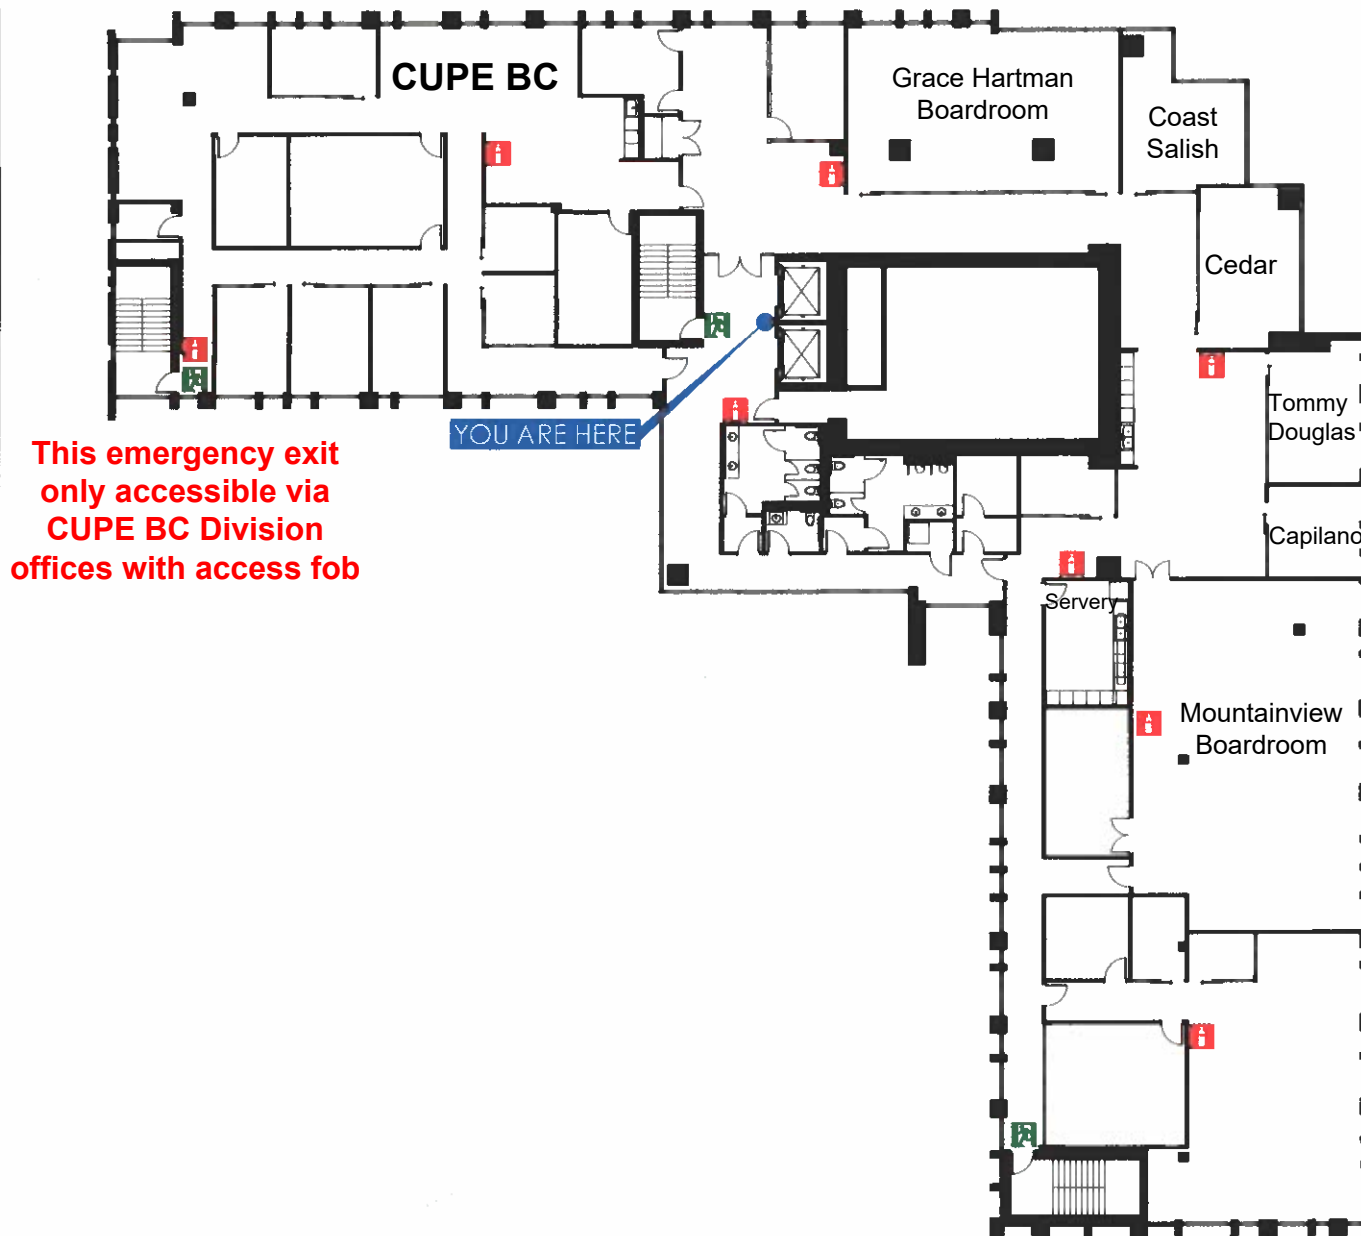 CUPE BC
Grace Hartman
Boardroom
Coast
Salish
Cedar
Tommy
Douglas
YOU ARE HERE
This emergency exit
only accessible via
CUPE BC Division
offices with access fob
Capilano
Servery
Mountainview
Boardroom